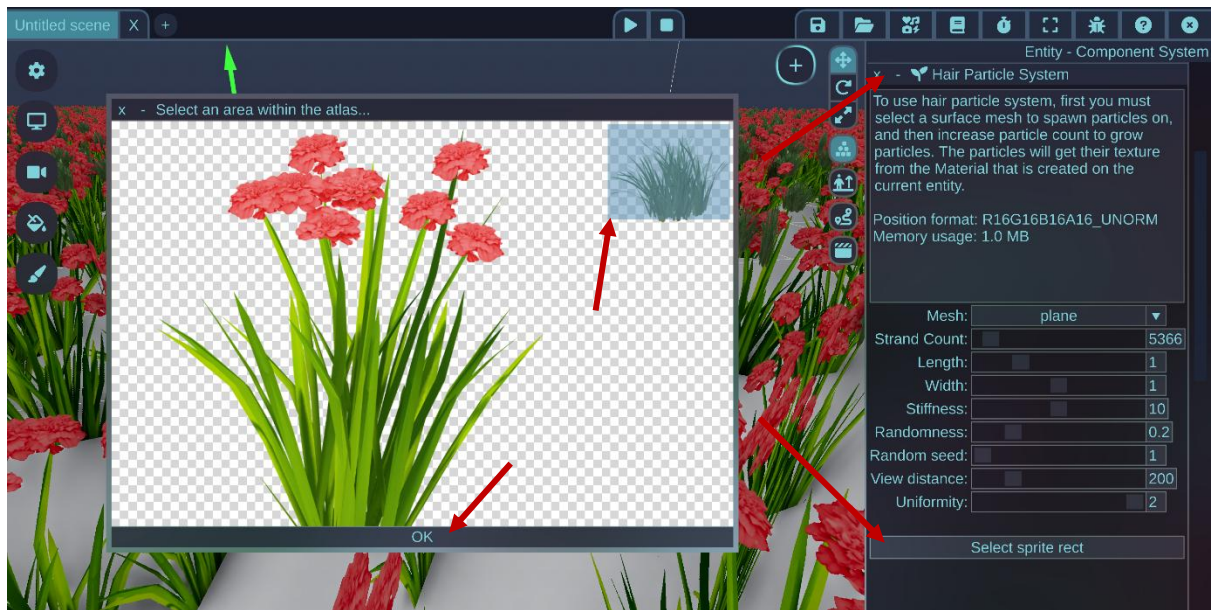 Untitled scene X +
Entity - Component System
x - Hair Particle System
To use hair particle system, first you must
select a surface mesh to spawn particles on,
and then increase particle count to grow
particles. The particles will get their texture
from the Material that is created on the
current entity.
Position format: R16G16B16A16_UNORM
Memory usage: 1.0 MB
Mesh: plane
Strand Count: 5366
Length: 1
Width: 1
Stiffness: 10
Randomness: 0.2
Random seed: 1
View distance: 200
Uniformity: 2
Select sprite rect
x - Select an area within the atlas...
OK